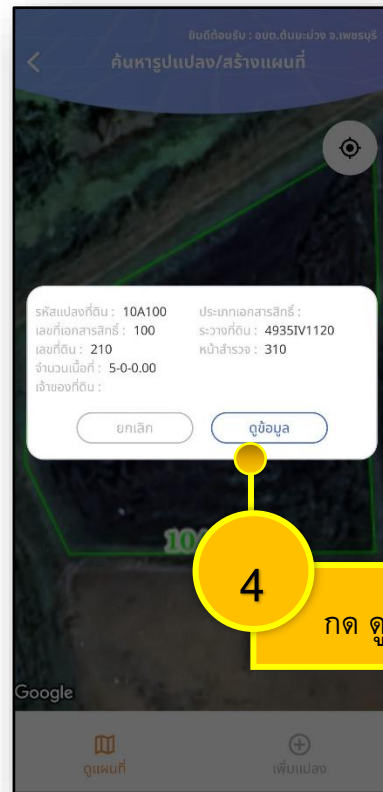 ยินดีต้อนรับ : อบต.ต้นมะม่วง จ.เพชรบุรี
ค้นหารูปแปลง/สร้างแผนที่
รหัสแปลงที่ดิน : 10A100
ประเภทเอกสารสิทธิ์ :
เลขที่เอกสารสิทธิ์ : 100
ระวางที่ดิน : 4935IV1120
เลขที่ดิน : 210
หน้าสำรวจ : 310
จำนวนเนื้อที่ : 5-0-0.00
เจ้าของที่ดิน :
ยกเลิก
ดูข้อมูล
10
4
กด ดู
Google
ดูแผนที่
เพิ่มแปลง